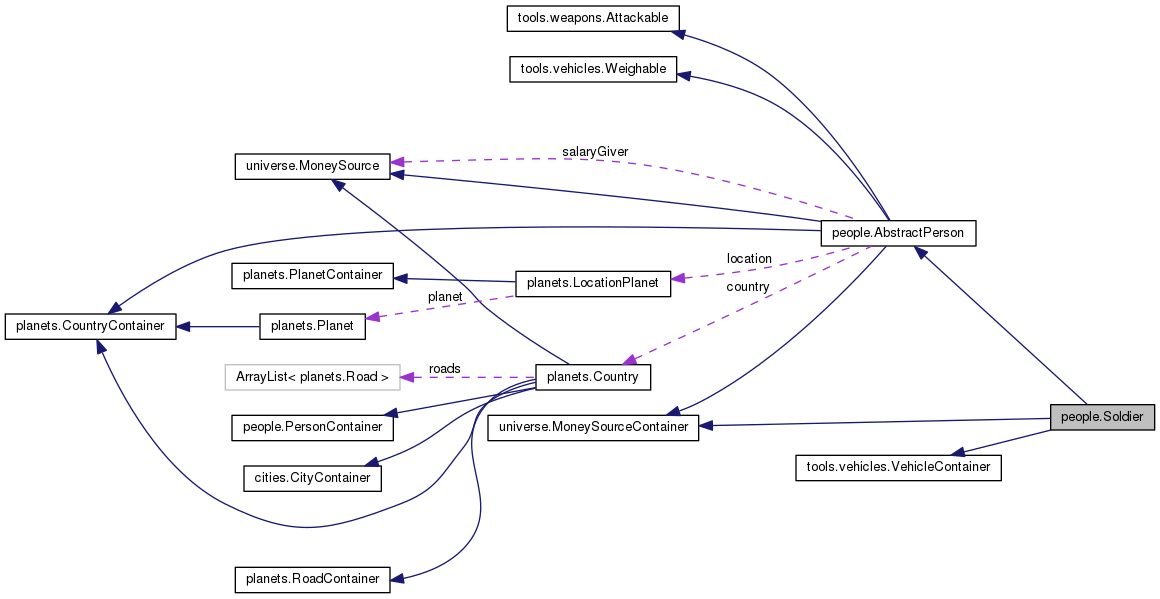 tools.weapons.Attackable
tools.vehicles.Weighable
salaryGiver
universe.MoneySource
people.AbstractPerson
location
planets.PlanetContainer
planets.LocationPlanet
country
planet
planets.CountryContainer
planets.Planet
roads
ArrayList< planets.Road >
planets.Country
people.Soldier
people.PersonContainer
universe.MoneySourceContainer
tools.vehicles.VehicleContainer
cities.CityContainer
planets.RoadContainer